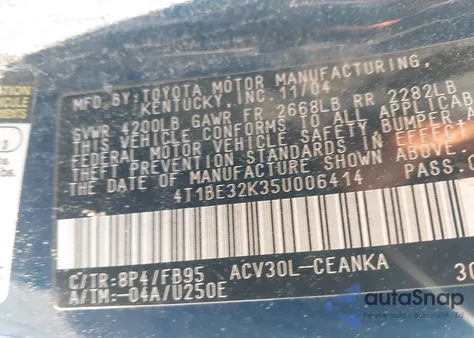 MFD. BY: TOYOTA MOTOR MANUFACTURING,
KENTUCKY, INC. 11/04
GVWR 4200LB GAWR FR 2668LB RR 2282LB
THIS VEHICLE CONFORMS TO ALL APPLICAB
FEDERAL MOTOR VEHICLE SAFETY, BUMPER, A
THEFT PREVENTION STANDARDS IN EFFECT
THE DATE OF MANUFACTURE SHOWN ABOVE.
4T1BE32K35U006414 PASS.
C/TR: 8P4/FB95 ACV30L-CEANKA
A/TM: -04A/U250E
autoSnap